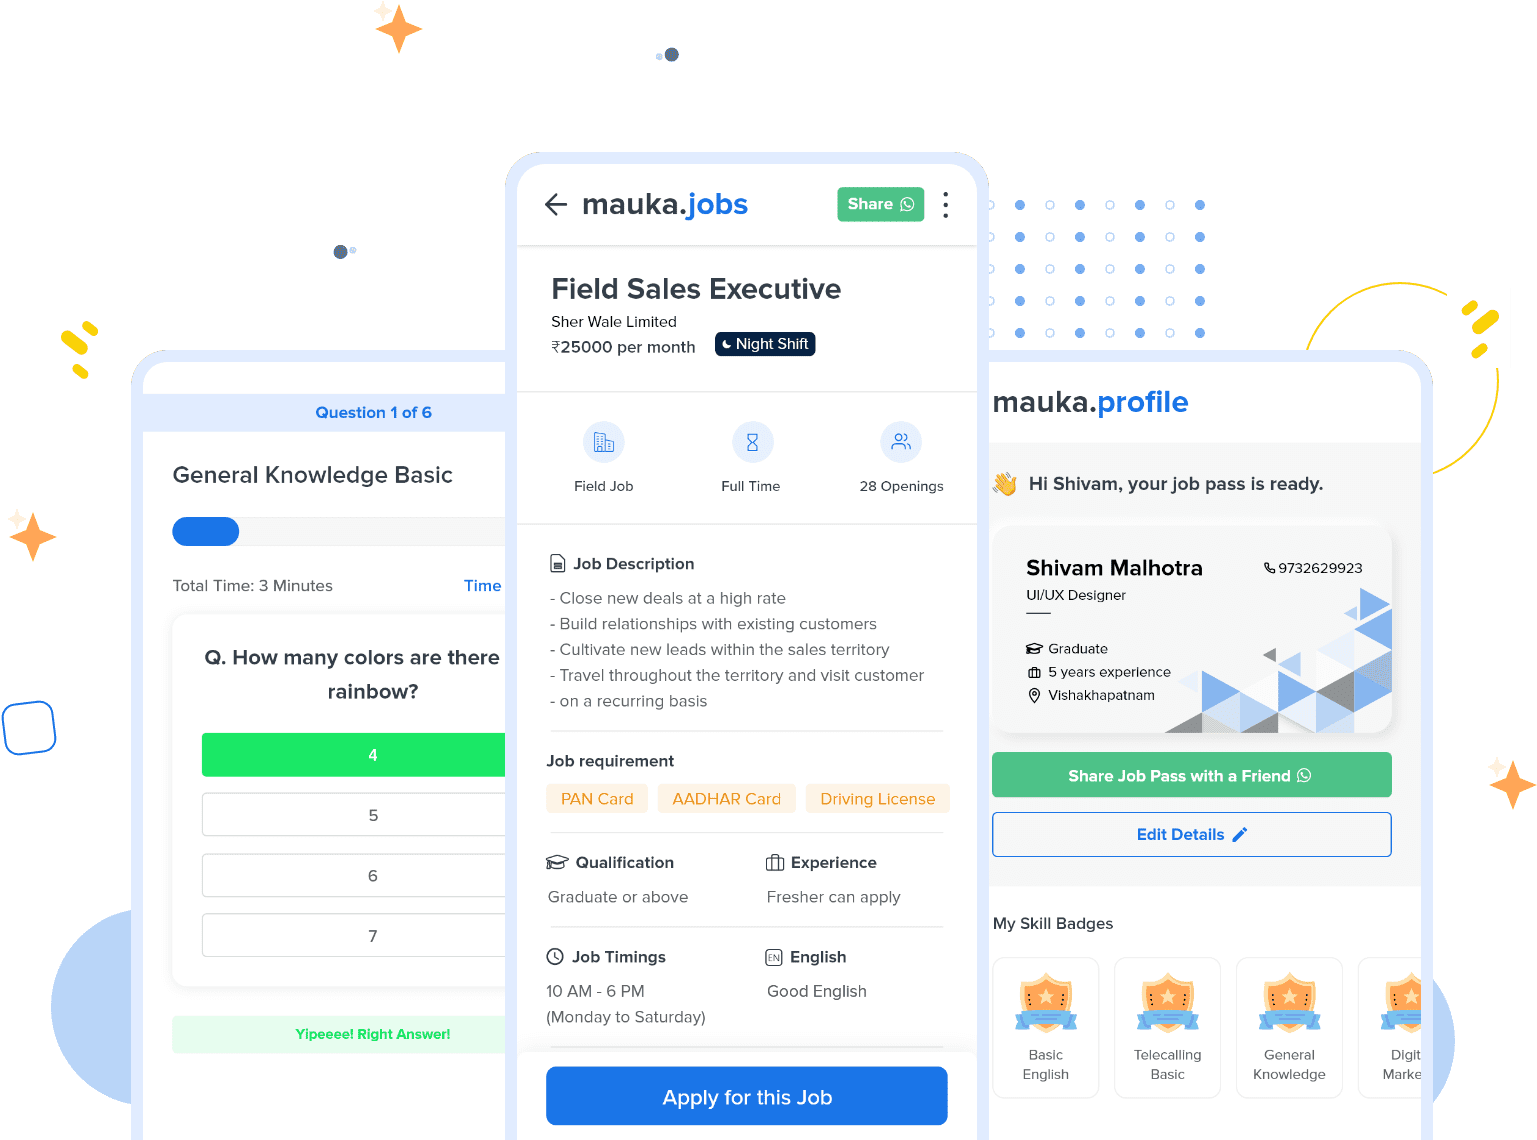 Question 1 of 6
General Knowledge Basic
Total Time: 3 Minutes
Time
Q. How many colors are there
rainbow?
4
5
6
7
Yipeeee! Right Answer!
mauka.jobs
Share
Field Sales Executive
Sher Wale Limited
₹25000 per month
Night Shift
Field Job
Full Time
28 Openings
Job Description
- Close new deals at a high rate
- Build relationships with existing customers
- Cultivate new leads within the sales territory
- Travel throughout the territory and visit customer
- on a recurring basis
Job requirement
PAN Card
AADHAR Card
Driving License
Qualification
Graduate or above
Experience
Fresher can apply
Job Timings
10 AM - 6 PM
(Monday to Saturday)
EN
English
Good English
Apply for this Job
mauka.profile
Hi Shivam, your job pass is ready.
Shivam Malhotra
9732629923
UI/UX Designer
Graduate
5 years experience
Vishakhapatnam
Share Job Pass with a Friend
Edit Details
My Skill Badges
Basic
English
Telecalling
Basic
General
Knowledge
Digit
Marke